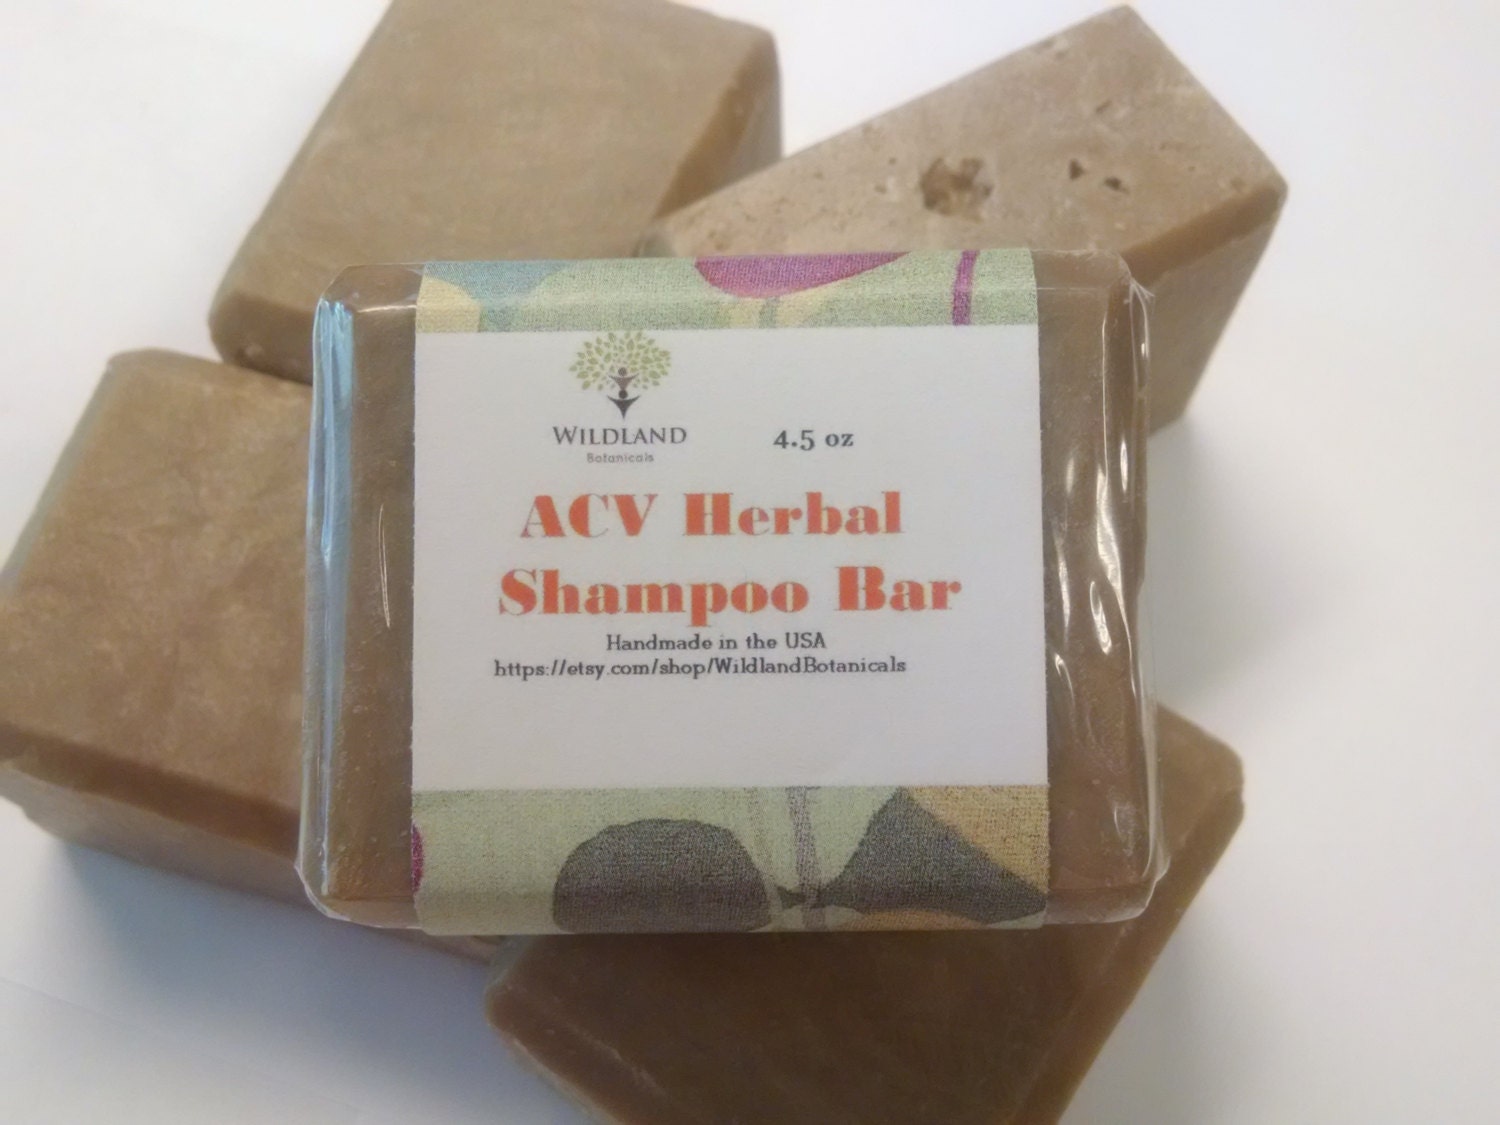 WILDLAND
Botanicals
4.5 oz
ACV Herbal
Shampoo Bar
Handmade in the USA
https://etsy.com/shop/WildlandBotanicals